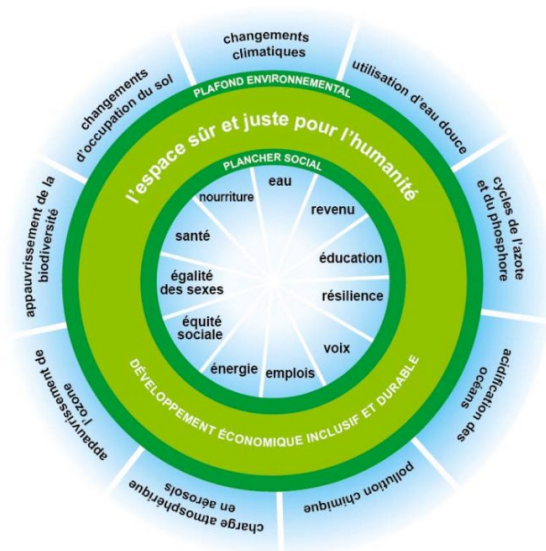 changements
climatiques
utilisation d'eau douce
cycles de l'azote
et du phosphore
acidification des
océans
pollution chimique
charge atmosphérique
en aérosols
appauvrissement de
l'ozone
appauvrissement de la
biodiversité
changements
d'occupation du sol
PLAFOND ENVIRONNEMENTAL
l'espace sûr et juste pour l'humanité
PLANCHER SOCIAL
eau
revenu
éducation
résilience
voix
emplois
énergie
équité
sociale
égalité
des sexes
santé
nourriture
DÉVELOPPEMENT ÉCONOMIQUE INCLUSIF ET DURABLE